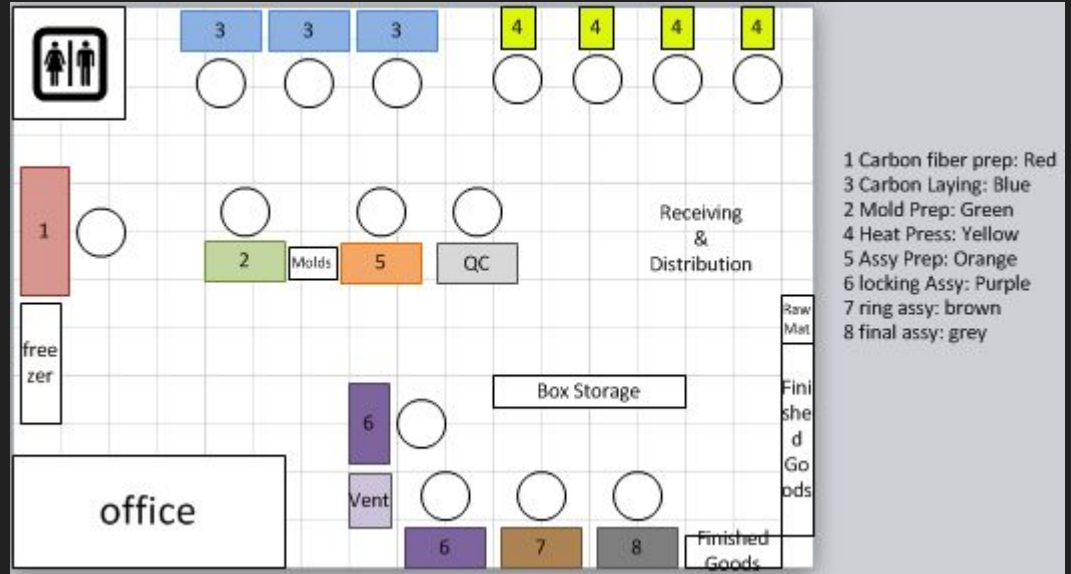 3
3
3
4
4
4
4
1
2
Molds
5
QC
Receiving
&
Distribution
Raw
Mat
free
zer
6
Box Storage
Fini
she
d
Go
ods
office
Vent
6
7
8
Finished
Goods
1 Carbon fiber prep: Red
3 Carbon Laying: Blue
2 Mold Prep: Green
4 Heat Press: Yellow
5 Assy Prep: Orange
6 locking Assy: Purple
7 ring assy: brown
8 final assy: grey